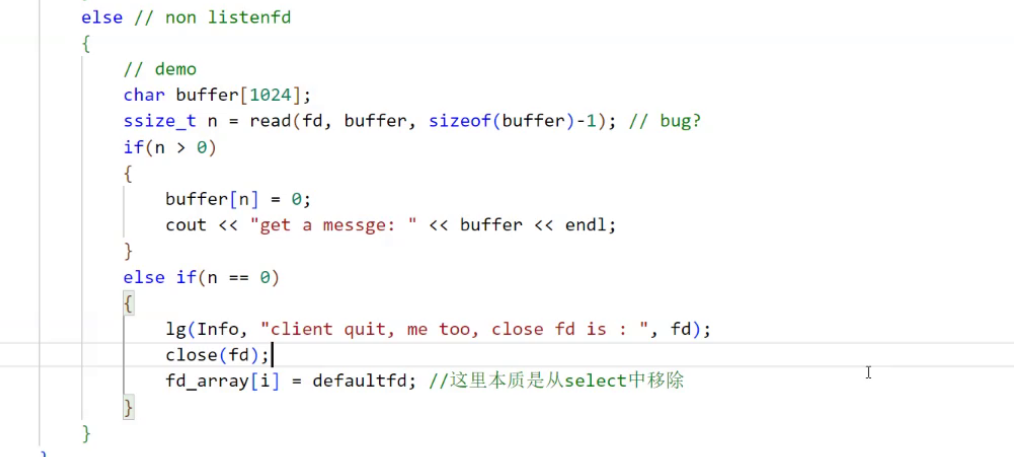 else // non listenfd
{
// demo
char buffer[1024];
ssize_t n = read(fd, buffer, sizeof(buffer)-1); // bug?
if(n > 0)
{
buffer[n] = 0;
cout << "get a messge: " << buffer << endl;
}
else if(n == 0)
{
lg(Info, "client quit, me too, close fd is : ", fd);
close(fd);
fd_array[i] = defaultfd; //这里本质是从select中移除
}
}